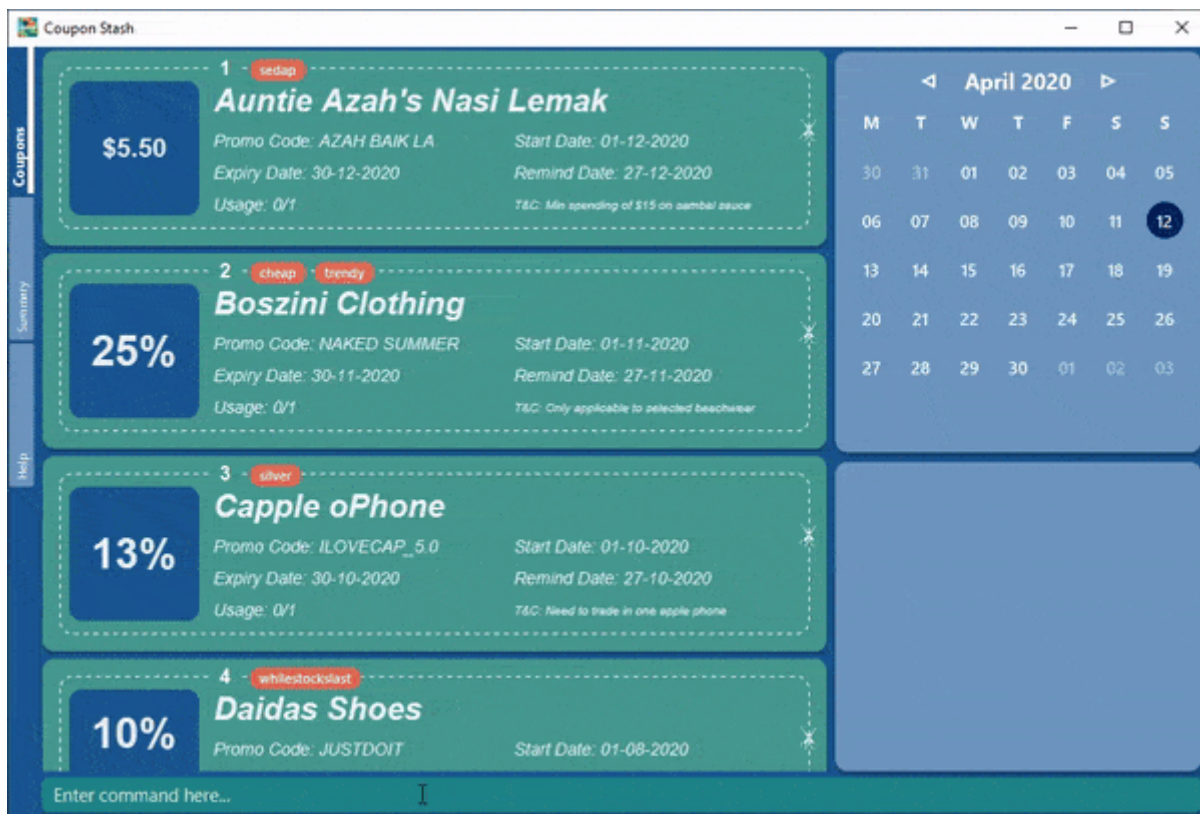 Coupon Stash
Coupons
Summary
Help
1 sedap
Auntie Azah's Nasi Lemak
$5.50
Promo Code: AZAH BAIK LA Start Date: 01-12-2020
Expiry Date: 30-12-2020 Remind Date: 27-12-2020
Usage: 0/1 T&C: Min spending of $15 on sambal sauce
2 cheap trendy
Boszini Clothing
25%
Promo Code: NAKED SUMMER Start Date: 01-11-2020
Expiry Date: 30-11-2020 Remind Date: 27-11-2020
Usage: 0/1 T&C: Only applicable to selected beachwear
3 silver
Capple oPhone
13%
Promo Code: ILOVECAP_5.0 Start Date: 01-10-2020
Expiry Date: 30-10-2020 Remind Date: 27-10-2020
Usage: 0/1 T&C: Need to trade in one apple phone
4 whilestockslast
Daidas Shoes
10%
Promo Code: JUSTDOIT Start Date: 01-08-2020
Enter command here...
April 2020
M T W T F S S
30 31 01 02 03 04 05
06 07 08 09 10 11 12
13 14 15 16 17 18 19
20 21 22 23 24 25 26
27 28 29 30 01 02 03